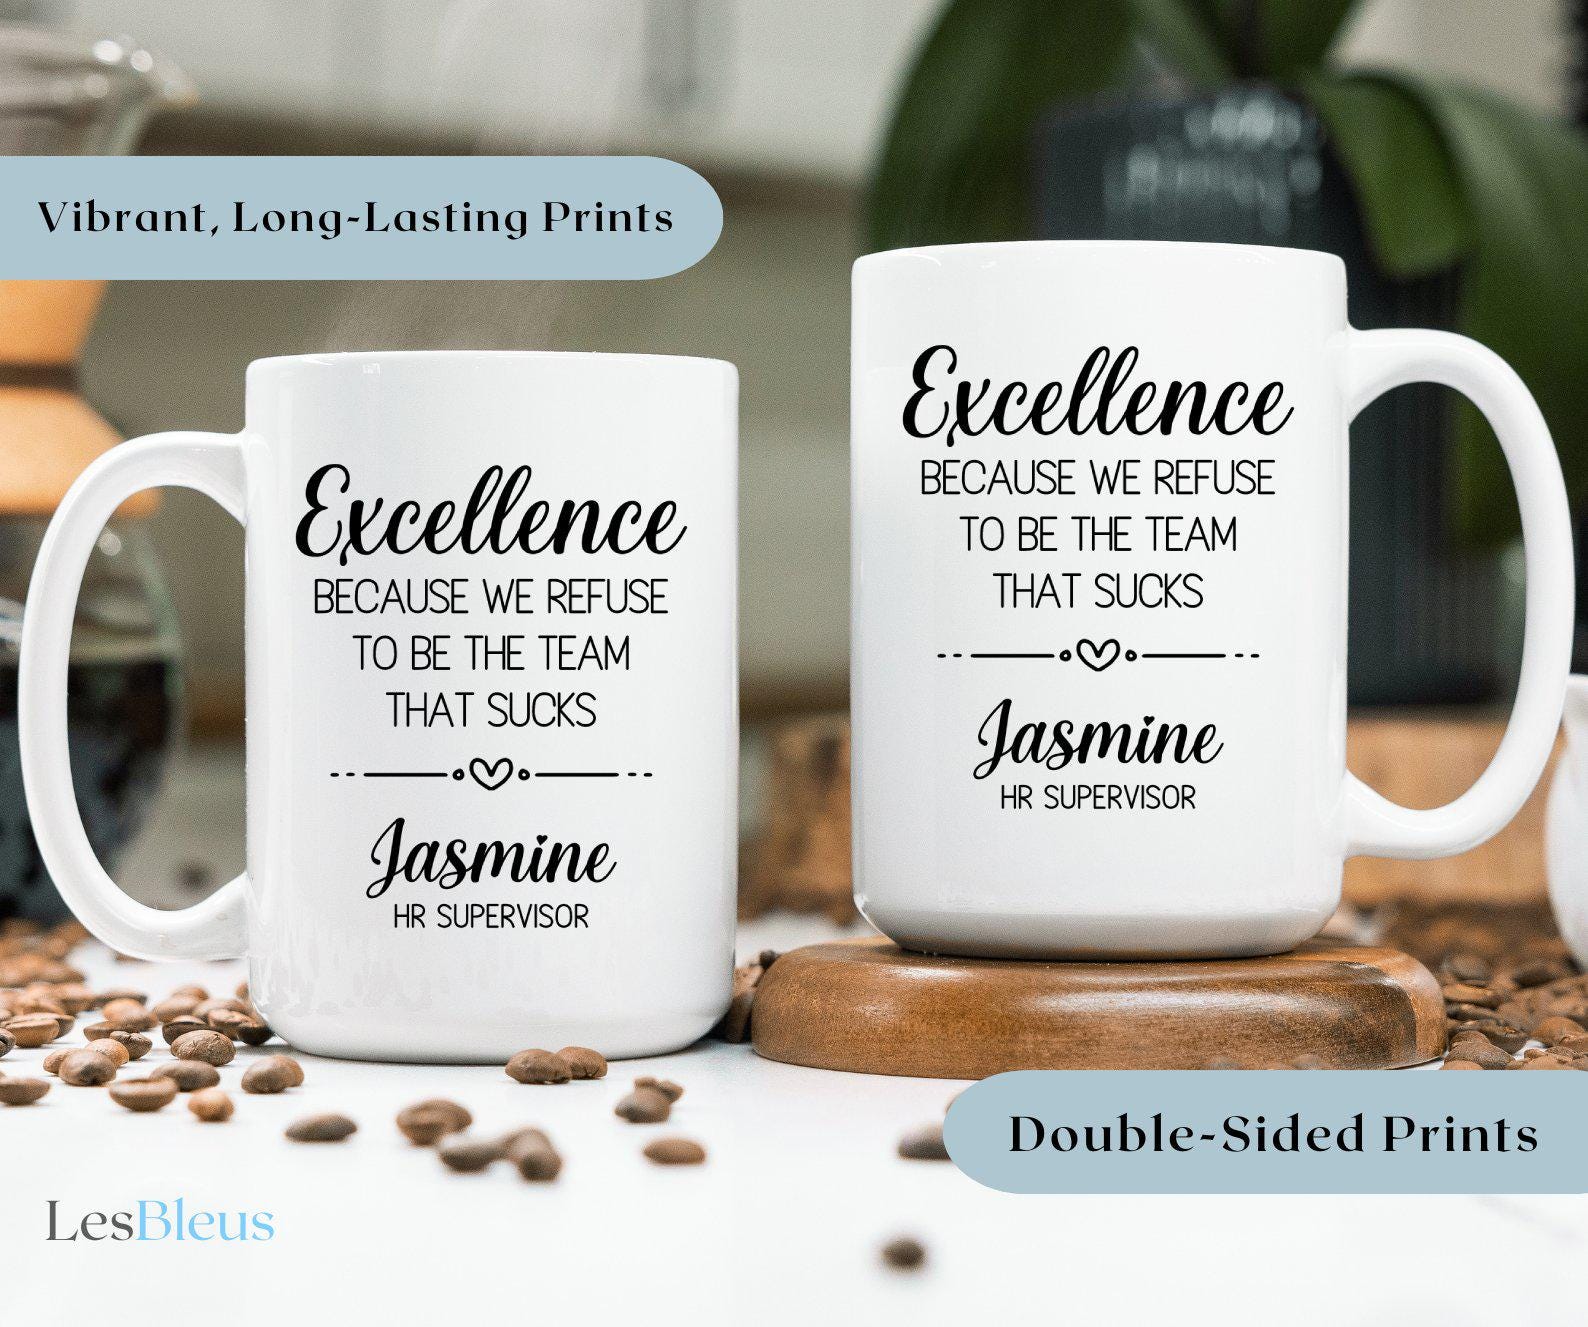 Vibrant, Long-Lasting Prints
Excellence
BECAUSE WE REFUSE
TO BE THE TEAM
THAT SUCKS
Jasmine
HR SUPERVISOR
Excellence
BECAUSE WE REFUSE
TO BE THE TEAM
THAT SUCKS
Jasmine
HR SUPERVISOR
Double-Sided Prints
LesBleus